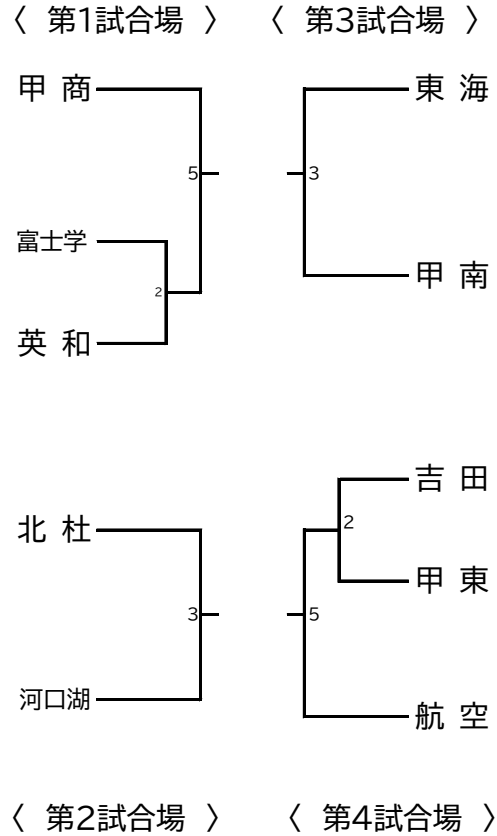 〈 第1試合場 〉
〈 第3試合場 〉
甲 商
5
富士学
2
英 和
東 海
3
甲 南
北 杜
3
河口湖
吉 田
2
甲 東
5
航 空
〈 第2試合場 〉
〈 第4試合場 〉